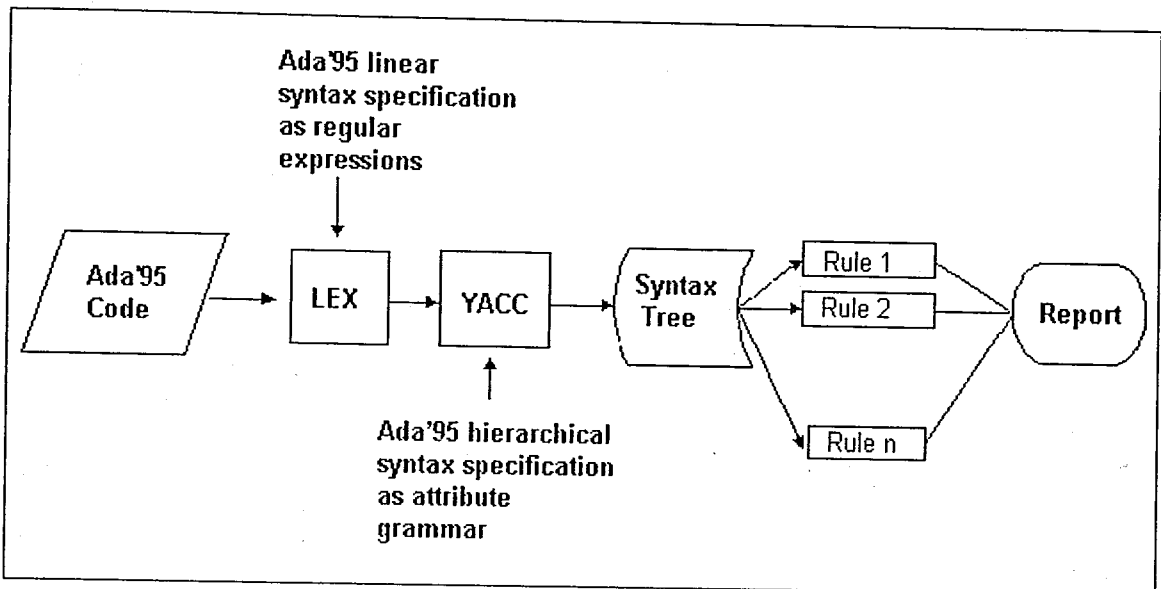 Ada'95 linear
syntax specification
as regular
expressions
Ada'95
Code
LEX
YACC
Syntax
Tree
Rule 1
Rule 2
Rule n
Report
Ada'95 hierarchical
syntax specification
as attribute
grammar